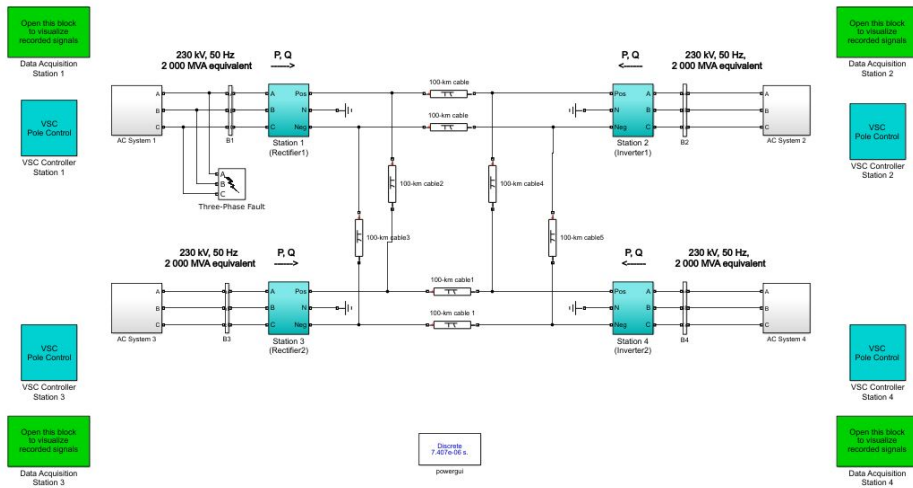 Open this block
to visualize
recorded signals
Data Acquisition
Station 1
Open this block
to visualize
recorded signals
Data Acquisition
Station 2
230 kV, 50 Hz
2 000 MVA equivalent
P, Q
------>
P, Q
<------
230 kV, 50 Hz,
2 000 MVA equivalent
100-km cable
VSC
Pole Control
VSC Controller
Station 1
A
B
C
AC System 1
B1
A
B
C
Pos
N
Neg
Station 1
(Rectifier1)
100-km cable
Pos
N
Neg
A
B
C
Station 2
(Inverter1)
B2
A
B
C
AC System 2
VSC
Pole Control
VSC Controller
Station 2
A
B
C
Three-Phase Fault
100-km cable2
100-km cable4
100-km cable3
100-km cable5
230 kV, 50 Hz
2 000 MVA equivalent
P, Q
------>
P, Q
<------
230 kV, 50 Hz,
2 000 MVA equivalent
100-km cable1
A
B
C
AC System 3
B3
A
B
C
Pos
N
Neg
Station 3
(Rectifier2)
100-km cable 1
Pos
N
Neg
A
B
C
Station 4
(Inverter2)
B4
A
B
C
AC System 4
VSC
Pole Control
VSC Controller
Station 3
VSC
Pole Control
VSC Controller
Station 4
Open this block
to visualize
recorded signals
Data Acquisition
Station 3
Discrete
7.407e-06 s.
powergui
Open this block
to visualize
recorded signals
Data Acquisition
Station 4